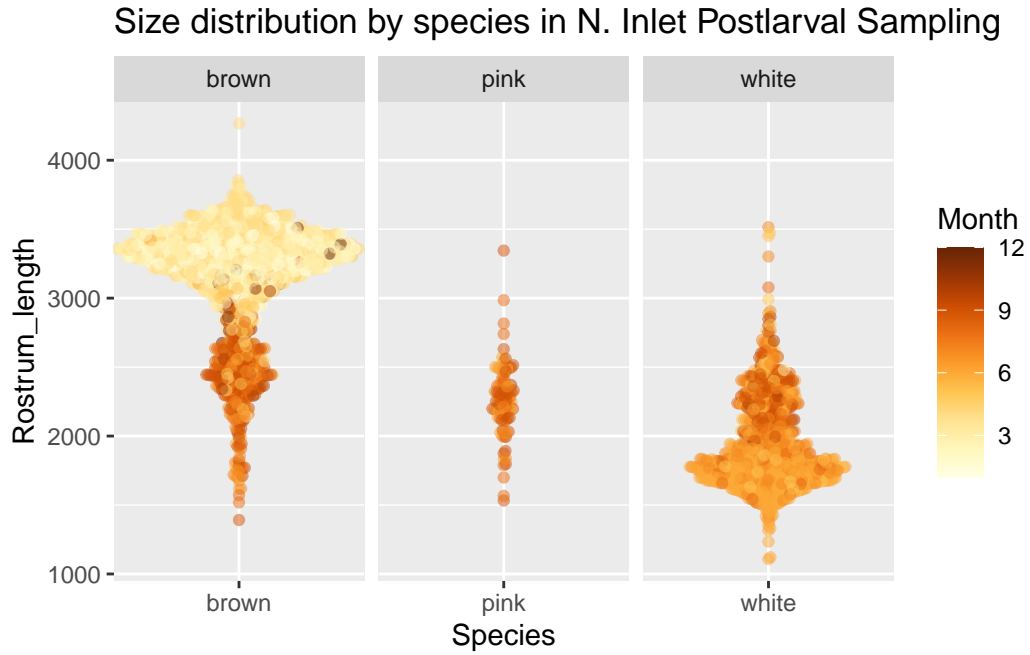 Size distribution by species in N. Inlet Postlarval Sampling
brown
pink
white
4000
3000
2000
1000
Rostrum_length
brown
pink
white
Species
Month
12
9
6
3